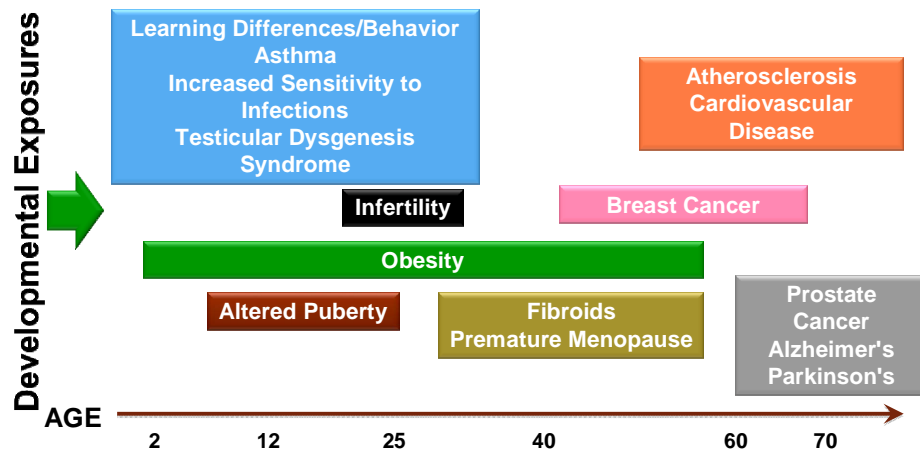 Developmental Exposures
Learning Differences/Behavior
Asthma
Increased Sensitivity to
Infections
Testicular Dysgenesis
Syndrome
Atherosclerosis
Cardiovascular
Disease
Infertility
Breast Cancer
Obesity
Altered Puberty
Fibroids
Premature Menopause
Prostate
Cancer
Alzheimer's
Parkinson's
AGE
2 12 25 40 60 70